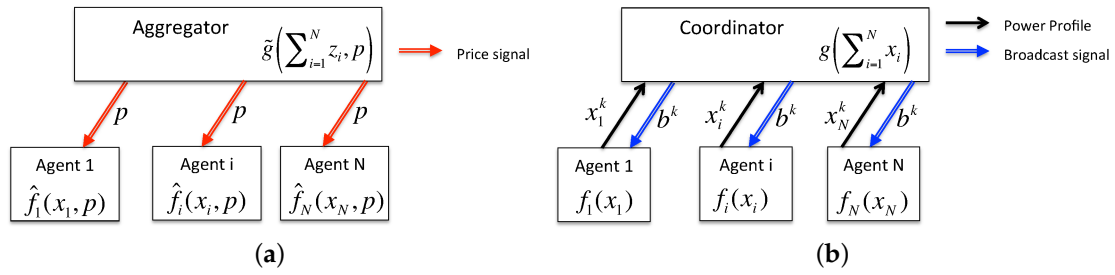 Aggregator
g̃(∑_{i=1}^{N} z_i, p)
Price signal
p
p
p
Agent 1
f̂_1(x_1, p)
Agent i
f̂_i(x_i, p)
Agent N
f̂_N(x_N, p)
(a)
Coordinator
g(∑_{i=1}^{N} x_i)
Power Profile
Broadcast signal
x_1^k
b^k
x_i^k
b^k
x_N^k
b^k
Agent 1
f_1(x_1)
Agent i
f_i(x_i)
Agent N
f_N(x_N)
(b)